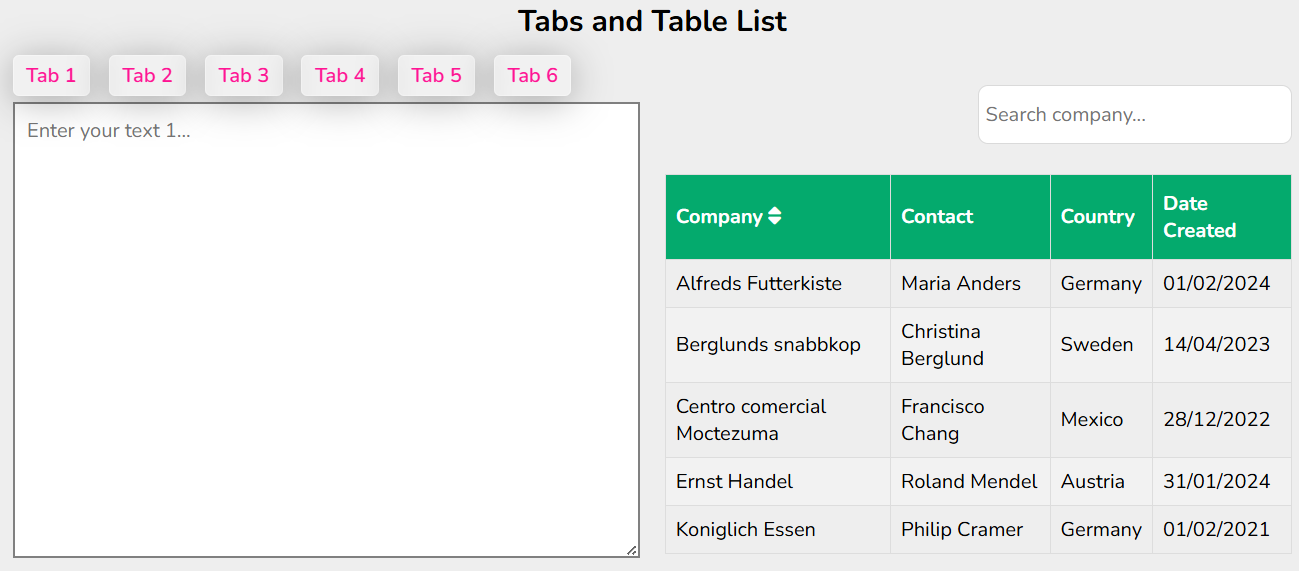 Tabs and Table List
Tab 1 Tab 2 Tab 3 Tab 4 Tab 5 Tab 6
Enter your text 1...
Search company...
Company Contact Country Date
Created
Alfreds Futterkiste Maria Anders Germany 01/02/2024
Berglunds snabbkop Christina
Berglund Sweden 14/04/2023
Centro comercial
Moctezuma Francisco
Chang Mexico 28/12/2022
Ernst Handel Roland Mendel Austria 31/01/2024
Koniglich Essen Philip Cramer Germany 01/02/2021